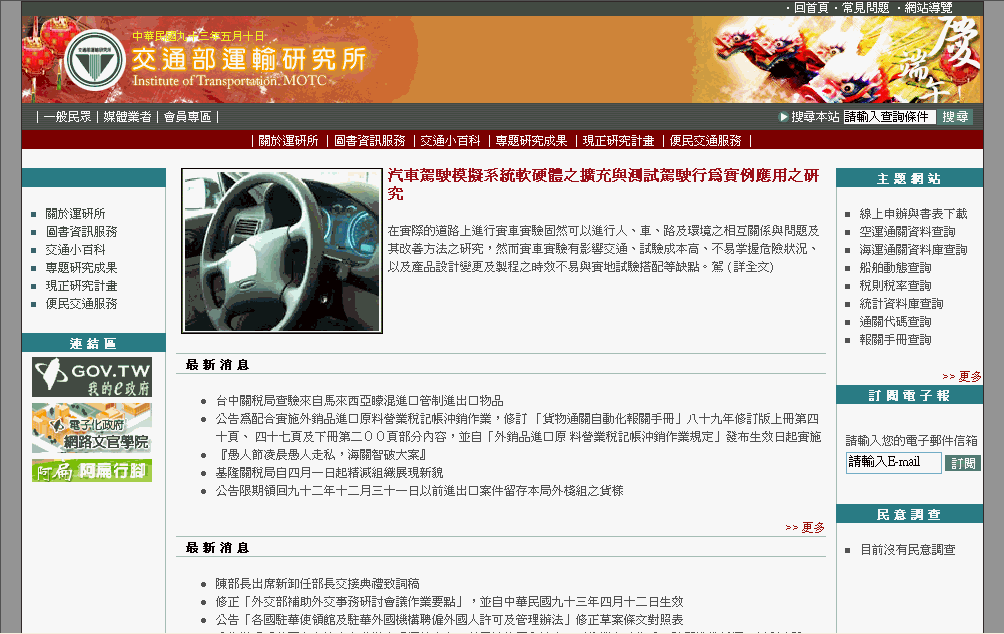 ·回首頁 ·常見問題 ·網站導覽
中華民國九十三年五月十日
交通部運輸研究所
Institute of Transportation. MOTC
慶端午
| 一般民眾 | 媒體業者 | 會員專區 |
搜尋本站 請輸入查詢條件 搜尋
| 關於運研所 | 圖書資訊服務 | 交通小百科 | 專題研究成果 | 現正研究計畫 | 便民交通服務 |
關於運研所
圖書資訊服務
交通小百科
專題研究成果
現正研究計畫
便民交通服務
連結區
GOV.TW
我的e政府
電子化政府
網路文官學院
阿扁 阿扁行腳
汽車駕駛模擬系統軟硬體之擴充與測試駕駛行為實例應用之研
究
在實際的道路上進行實車實驗固然可以進行人、車、路及環境之相互關係與問題及
其改善方法之研究，然而實車實驗有影響交通、試驗成本高、不易掌握危險狀況、
以及產品設計變更及製程之時效不易與實地試驗搭配等缺點。駕 (詳全文)
最新消息
台中關稅局查驗來自馬來西亞矇混進口管制進出口物品
公告為配合實施外銷品進口原料營業稅記帳沖銷作業，修訂「貨物通關自動化報關手冊」八十九年修訂版上冊第四
十頁、 四十七頁及下冊第二００頁部分內容，並自「外銷品進口原 料營業稅記帳沖銷作業規定」發布生效日起實施
『愚人節凌晨愚人走私，海關智破大案』
基隆關稅局自四月一日起精減組織展現新貌
公告限期領回九十二年十二月三十一日以前進出口案件留存本局外棧組之貨樣
>> 更多
最新消息
陳部長出席新卸任部長交接典禮致詞稿
修正「外交部補助外交事務研討會議作業要點」，並自中華民國九十三年四月十二日生效
公告「各國駐華使領館及駐華外國機構聘僱外國人許可及管理辦法」修正草案條文對照表
主題網站
線上申辦與書表下載
空運通關資料查詢
海運通關資料庫查詢
船舶動態查詢
稅則稅率查詢
統計資料庫查詢
通關代碼查詢
報關手冊查詢
>> 更多
訂閱電子報
請輸入您的電子郵件信箱
請輸入E-mail 訂閱
民意調查
目前沒有民意調查